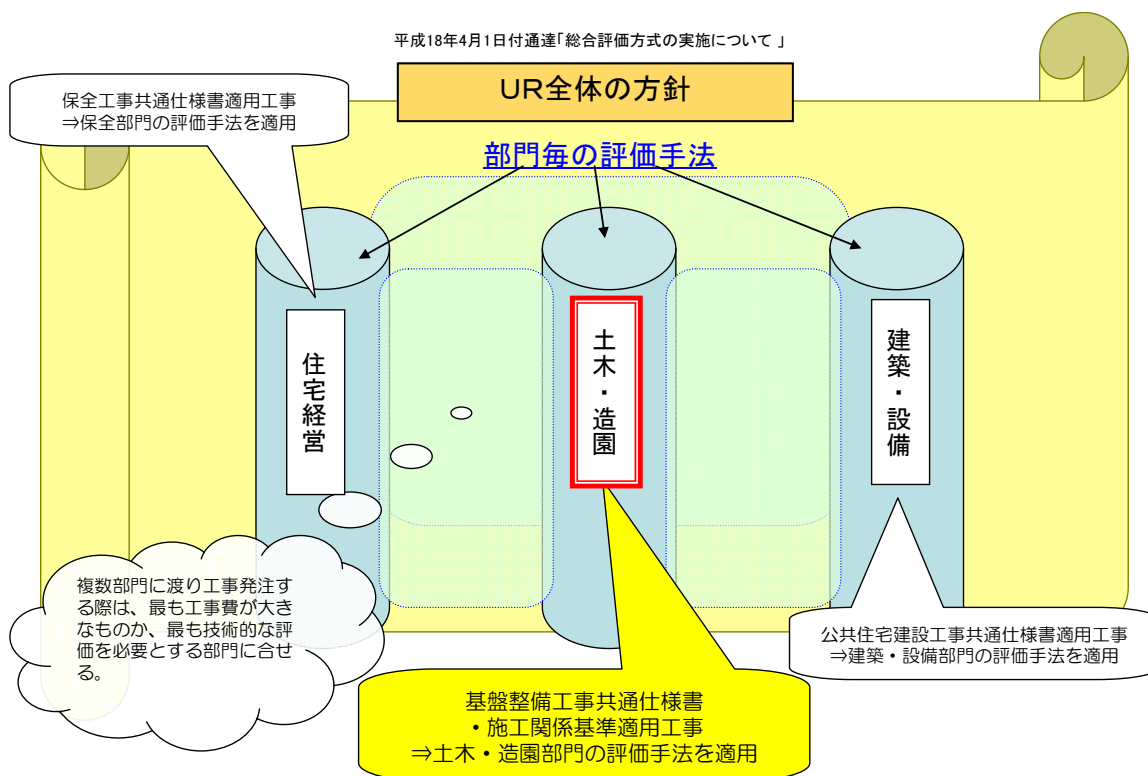 平成18年4月1日付通達「総合評価方式の実施について 」
UR全体の方針
保全工事共通仕様書適用工事
⇒保全部門の評価手法を適用
部門毎の評価手法
住宅経営
土木・造園
建築・設備
複数部門に渡り工事発注す
る際は、最も工事費が大き
なものか、最も技術的な評
価を必要とする部門に合せ
る。
公共住宅建設工事共通仕様書適用工事
⇒建築・設備部門の評価手法を適用
基盤整備工事共通仕様書
・施工関係基準適用工事
⇒土木・造園部門の評価手法を適用